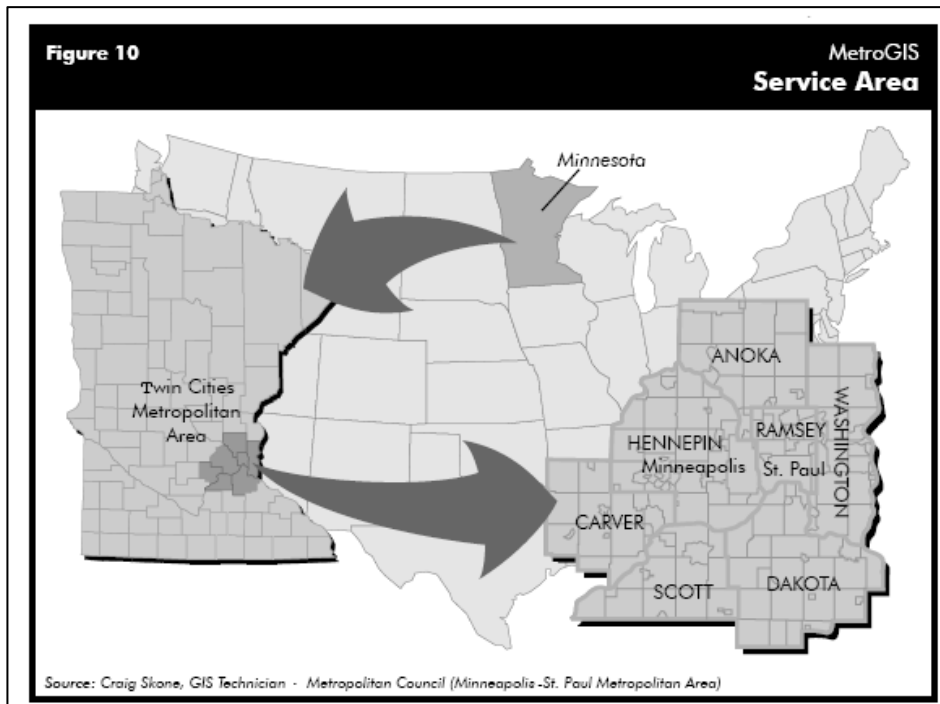 Figure 10
MetroGIS
Service Area
Minnesota
Twin Cities
Metropolitan
Area
ANOKA
WASHINGTON
HENNEPIN
Minneapolis
RAMSEY
St. Paul
CARVER
SCOTT
DAKOTA
Source: Craig Skone, GIS Technician - Metropolitan Council (Minneapolis-St. Paul Metropolitan Area)